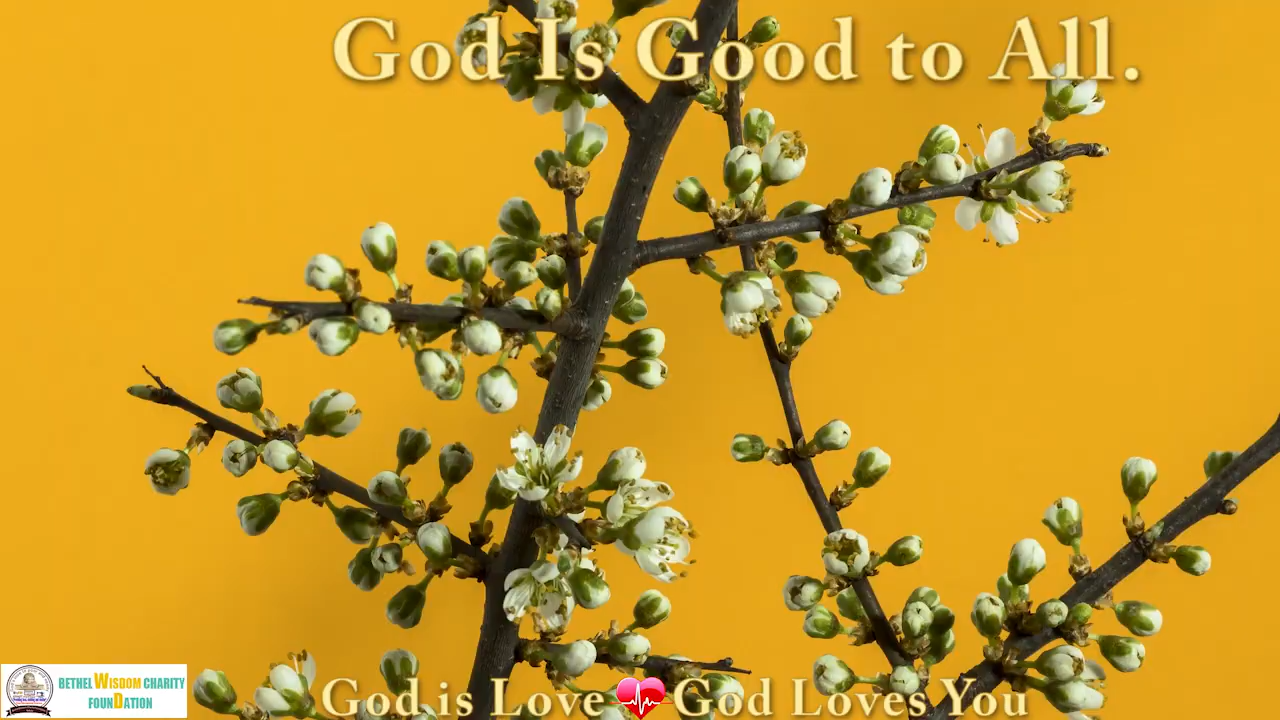 God Is Good to All.
BETHEL WISDOM CHARITY
FOUNDATION
God is Love God Loves You